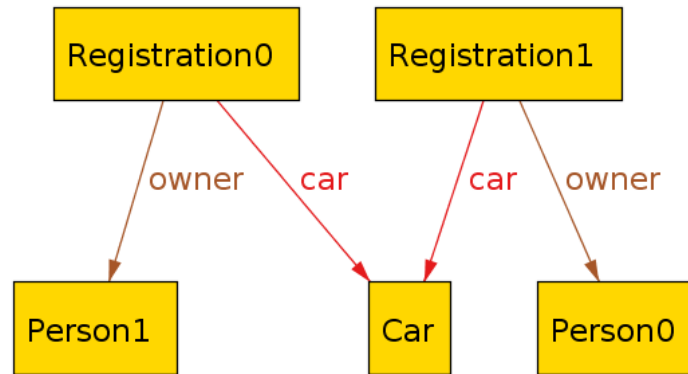 Registration0
Registration1
owner
car
car
owner
Person1
Car
Person0